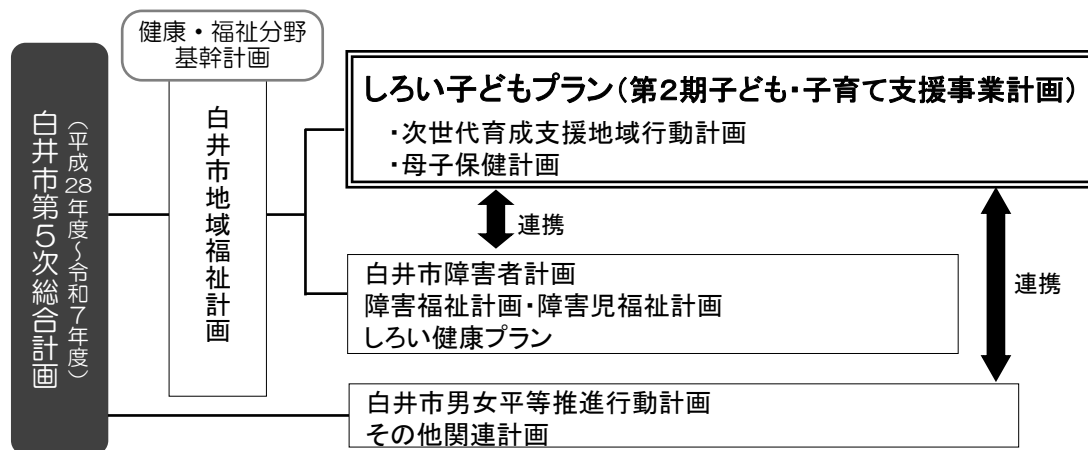 白井市第5次総合計画
(平成28年度～令和7年度)
健康・福祉分野
基幹計画
白井市地域福祉計画
しろい子どもプラン(第2期子ども・子育て支援事業計画)
・次世代育成支援地域行動計画
・母子保健計画
連携
白井市障害者計画
障害福祉計画・障害児福祉計画
しろい健康プラン
連携
白井市男女平等推進行動計画
その他関連計画